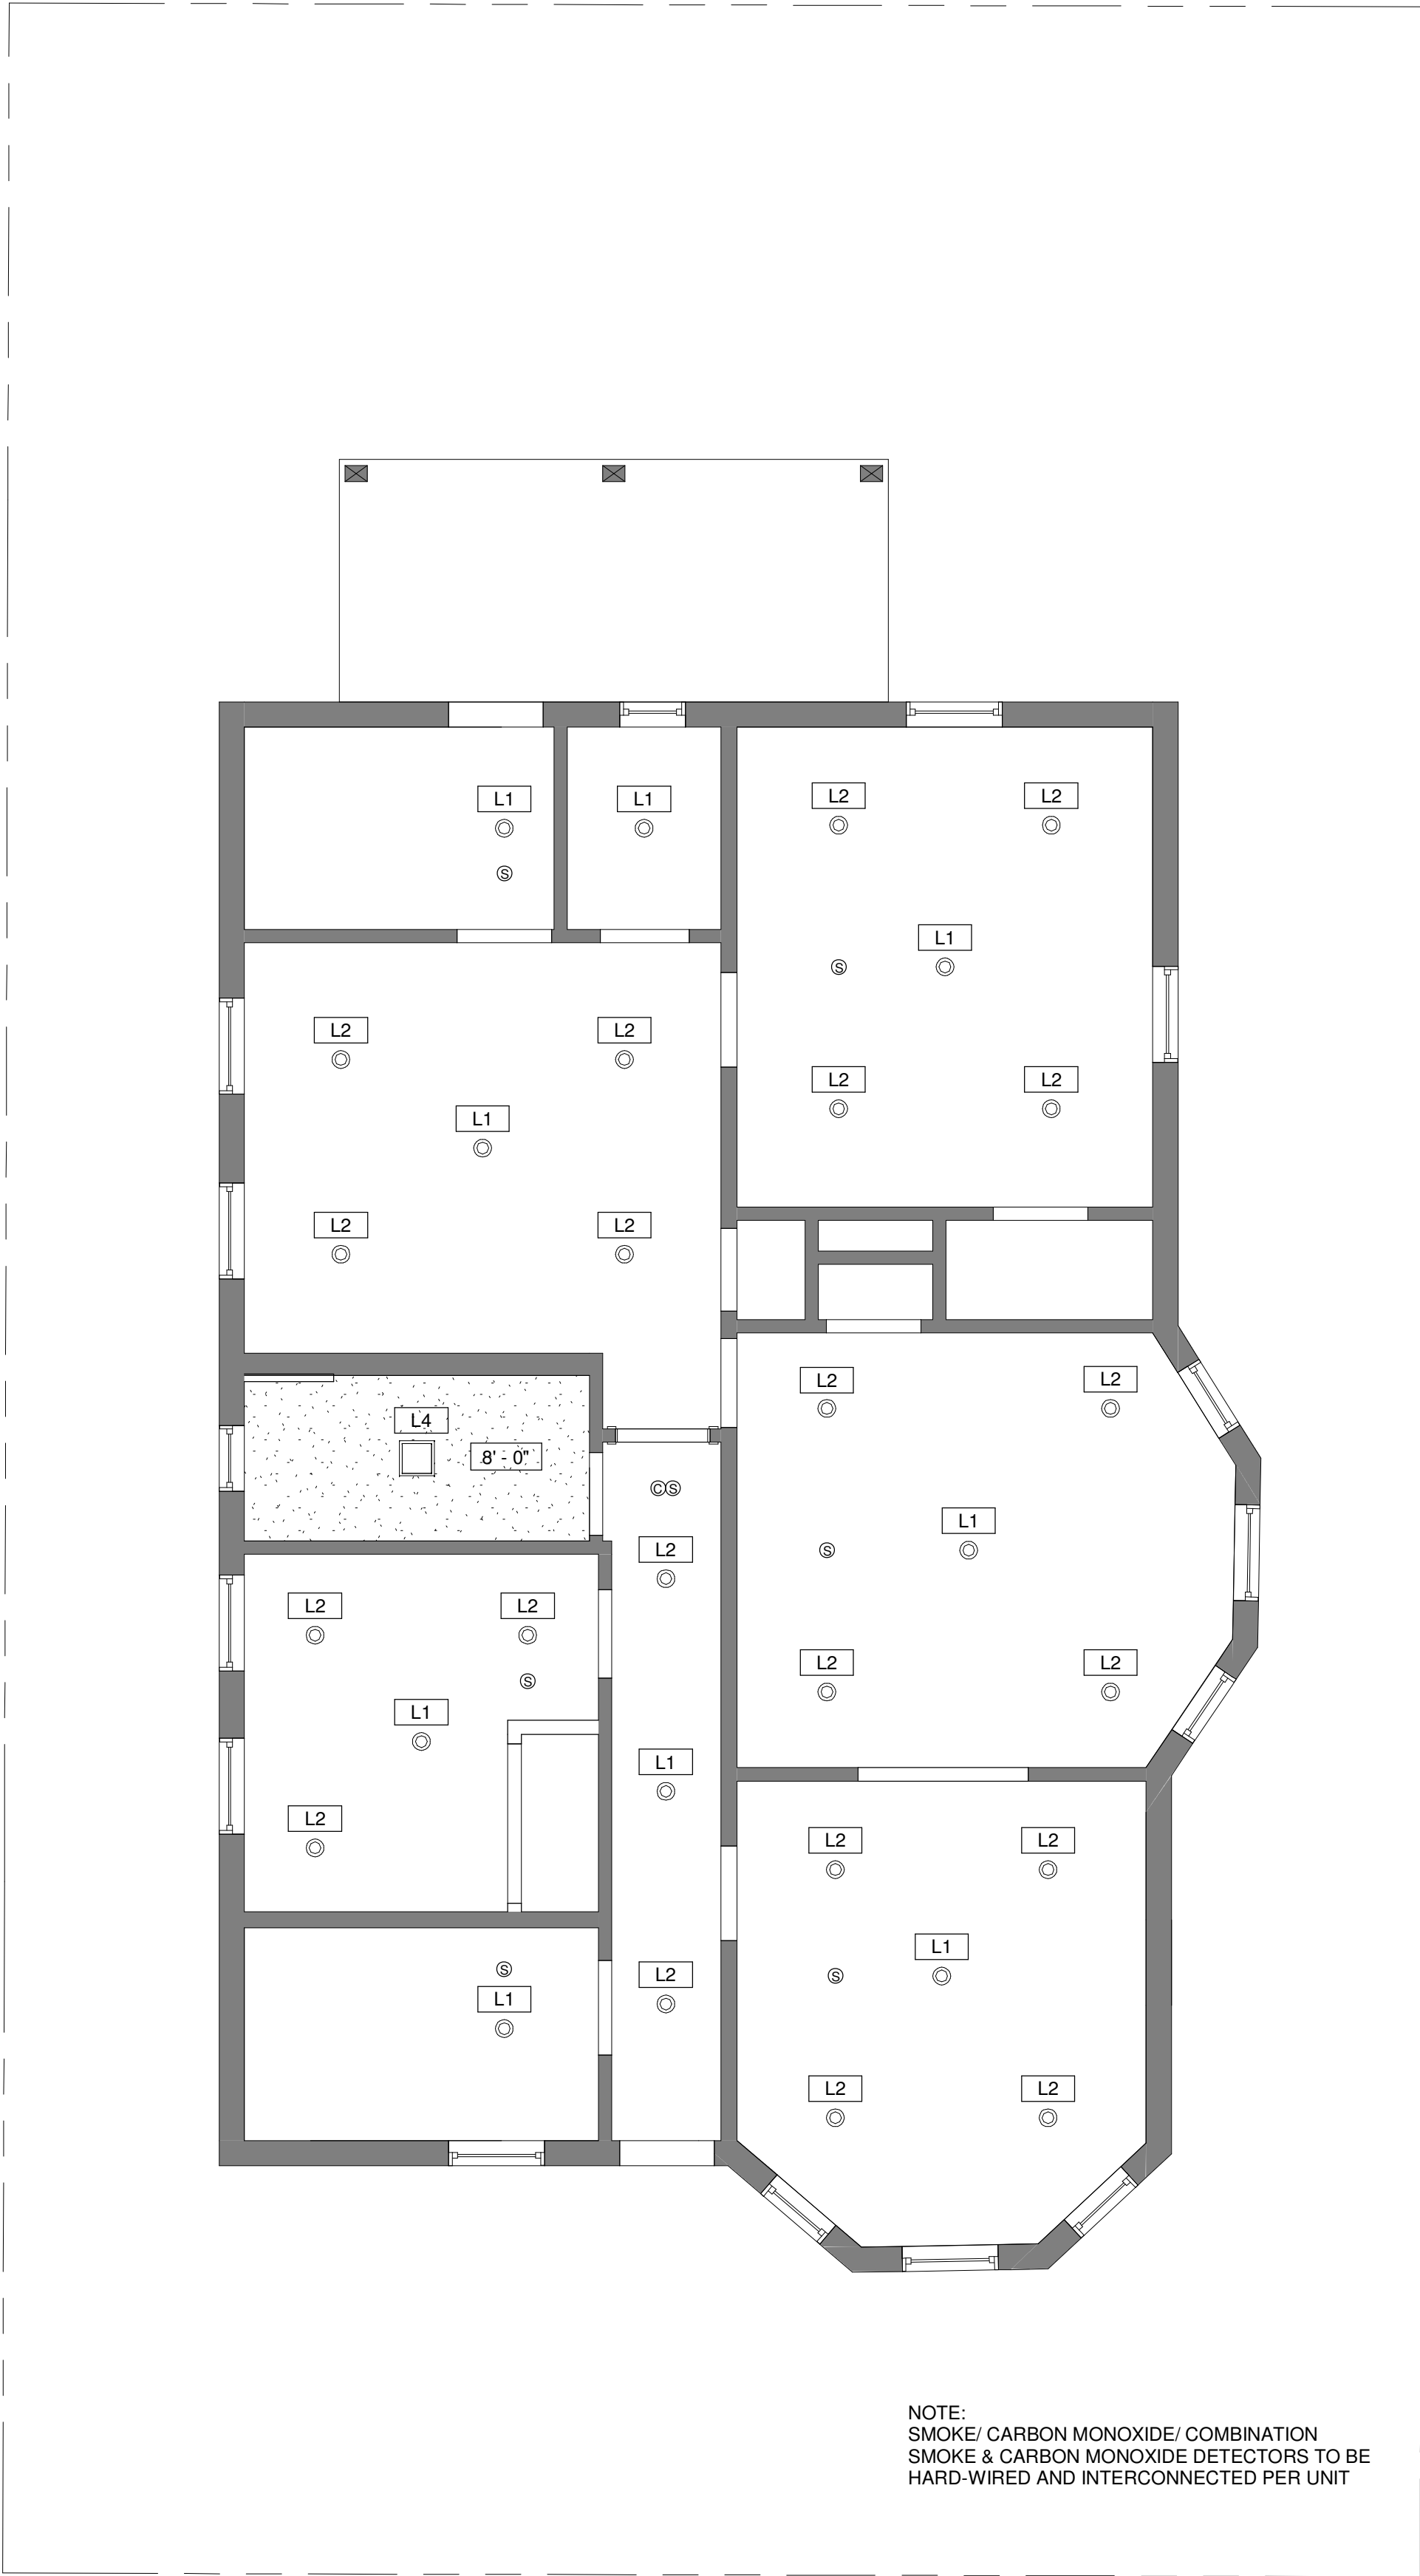 L1
L1
L2
L2
S
L1
S
L2
L2
L1
L2
L2
L2
L2
L2
L2
L4
8' - 0"
CS
L2
L1
S
L2
L2
S
L1
L2
L2
L1
L2
L2
L2
S
L1
L2
S
L1
L2
L2
NOTE:
SMOKE/ CARBON MONOXIDE/ COMBINATION
SMOKE & CARBON MONOXIDE DETECTORS TO BE
HARD-WIRED AND INTERCONNECTED PER UNIT